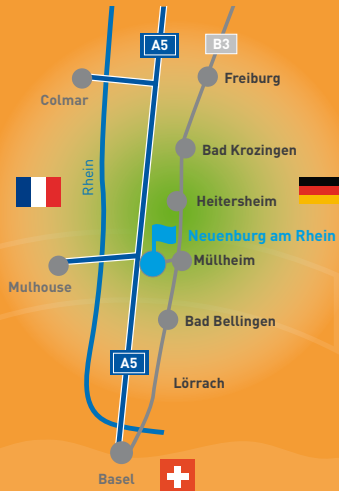 A5
B3
Freiburg
Colmar
Bad Krozingen
Rhein
Heitersheim
Neuenburg am Rhein
Müllheim
Mulhouse
Bad Bellingen
A5
Lörrach
Basel